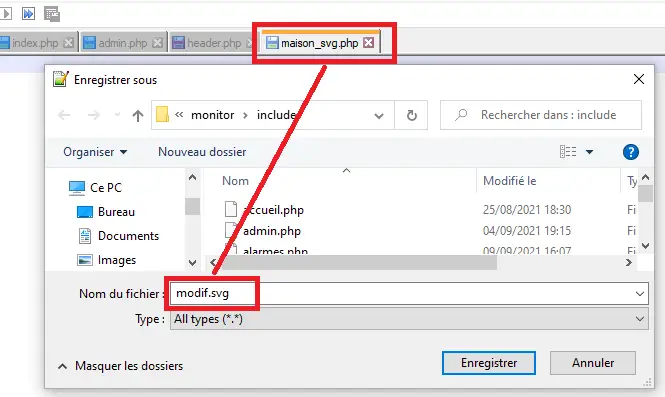 index.php admin.php header.php maison_svg.php
Enregistrer sous
« monitor > include
Rechercher dans : include
Organiser Nouveau dossier
Nom Modifié le Ty
Ce PC
Bureau
Documents
Images
accueil.php 25/08/2021 18:30 Fi
admin.php 04/09/2021 19:15 Fi
alarmes.php 09/09/2021 16:07 Fi
Nom du fichier : modif.svg
Type : All types (*.*)
Masquer les dossiers Enregistrer Annuler